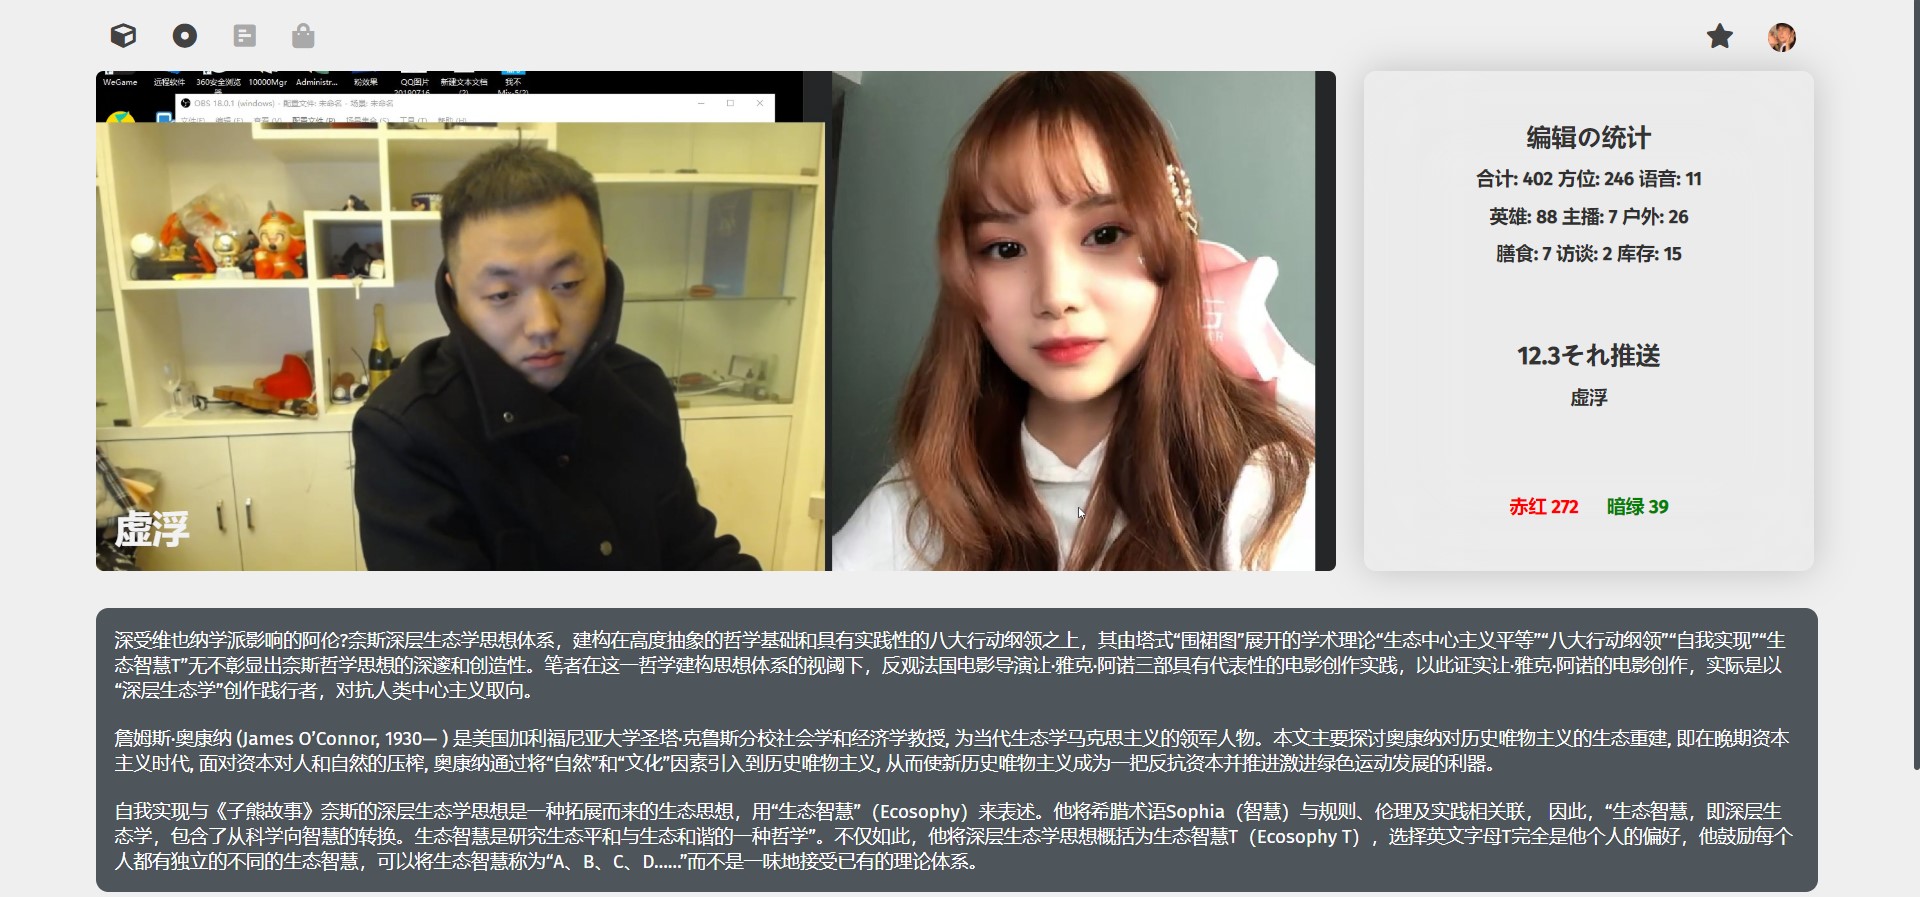 WeGame 远程软件 360安全浏览器 10000Mgr Administr... 粉效果 QQ图片20190716 新建文本文档(2) 我不
OBS 18.0.1 (windows) - 配置文件: 未命名 - 场景: 未命名
虚浮
编辑の统计
合计: 402 方位: 246 语音: 11
英雄: 88 主播: 7 户外: 26
膳食: 7 访谈: 2 库存: 15
12.3それ推送
虚浮
赤红 272 暗绿 39
深受维也纳学派影响的阿伦?奈斯深层生态学思想体系，建构在高度抽象的哲学基础和具有实践性的八大行动纲领之上，其由塔式“围裙图”展开的学术理论“生态中心主义平等”“八大行动纲领”“自我实现”“生
态智慧T”无不彰显出奈斯哲学思想的深邃和创造性。笔者在这一哲学建构思想体系的视阈下，反观法国电影导演让·雅克·阿诺三部具有代表性的电影创作实践，以此证实让·雅克·阿诺的电影创作，实际是以
“深层生态学”创作践行者，对抗人类中心主义取向。
詹姆斯·奥康纳 (James O’Connor, 1930— ) 是美国加利福尼亚大学圣塔·克鲁斯分校社会学和经济学教授, 为当代生态学马克思主义的领军人物。本文主要探讨奥康纳对历史唯物主义的生态重建, 即在晚期资本
主义时代, 面对资本对人和自然的压榨, 奥康纳通过将“自然”和“文化”因素引入到历史唯物主义, 从而使新历史唯物主义成为一把反抗资本并推进激进绿色运动发展的利器。
自我实现与《子熊故事》奈斯的深层生态学思想是一种拓展而来的生态思想，用“生态智慧”（Ecosophy）来表述。他将希腊术语Sophia（智慧）与规则、伦理及实践相关联， 因此，“生态智慧，即深层生
态学，包含了从科学向智慧的转换。生态智慧是研究生态平和与生态和谐的一种哲学”。不仅如此，他将深层生态学思想概括为生态智慧T（Ecosophy T），选择英文字母T完全是他个人的偏好，他鼓励每个
人都有独立的不同的生态智慧，可以将生态智慧称为“A、B、C、D……”而不是一味地接受已有的理论体系。